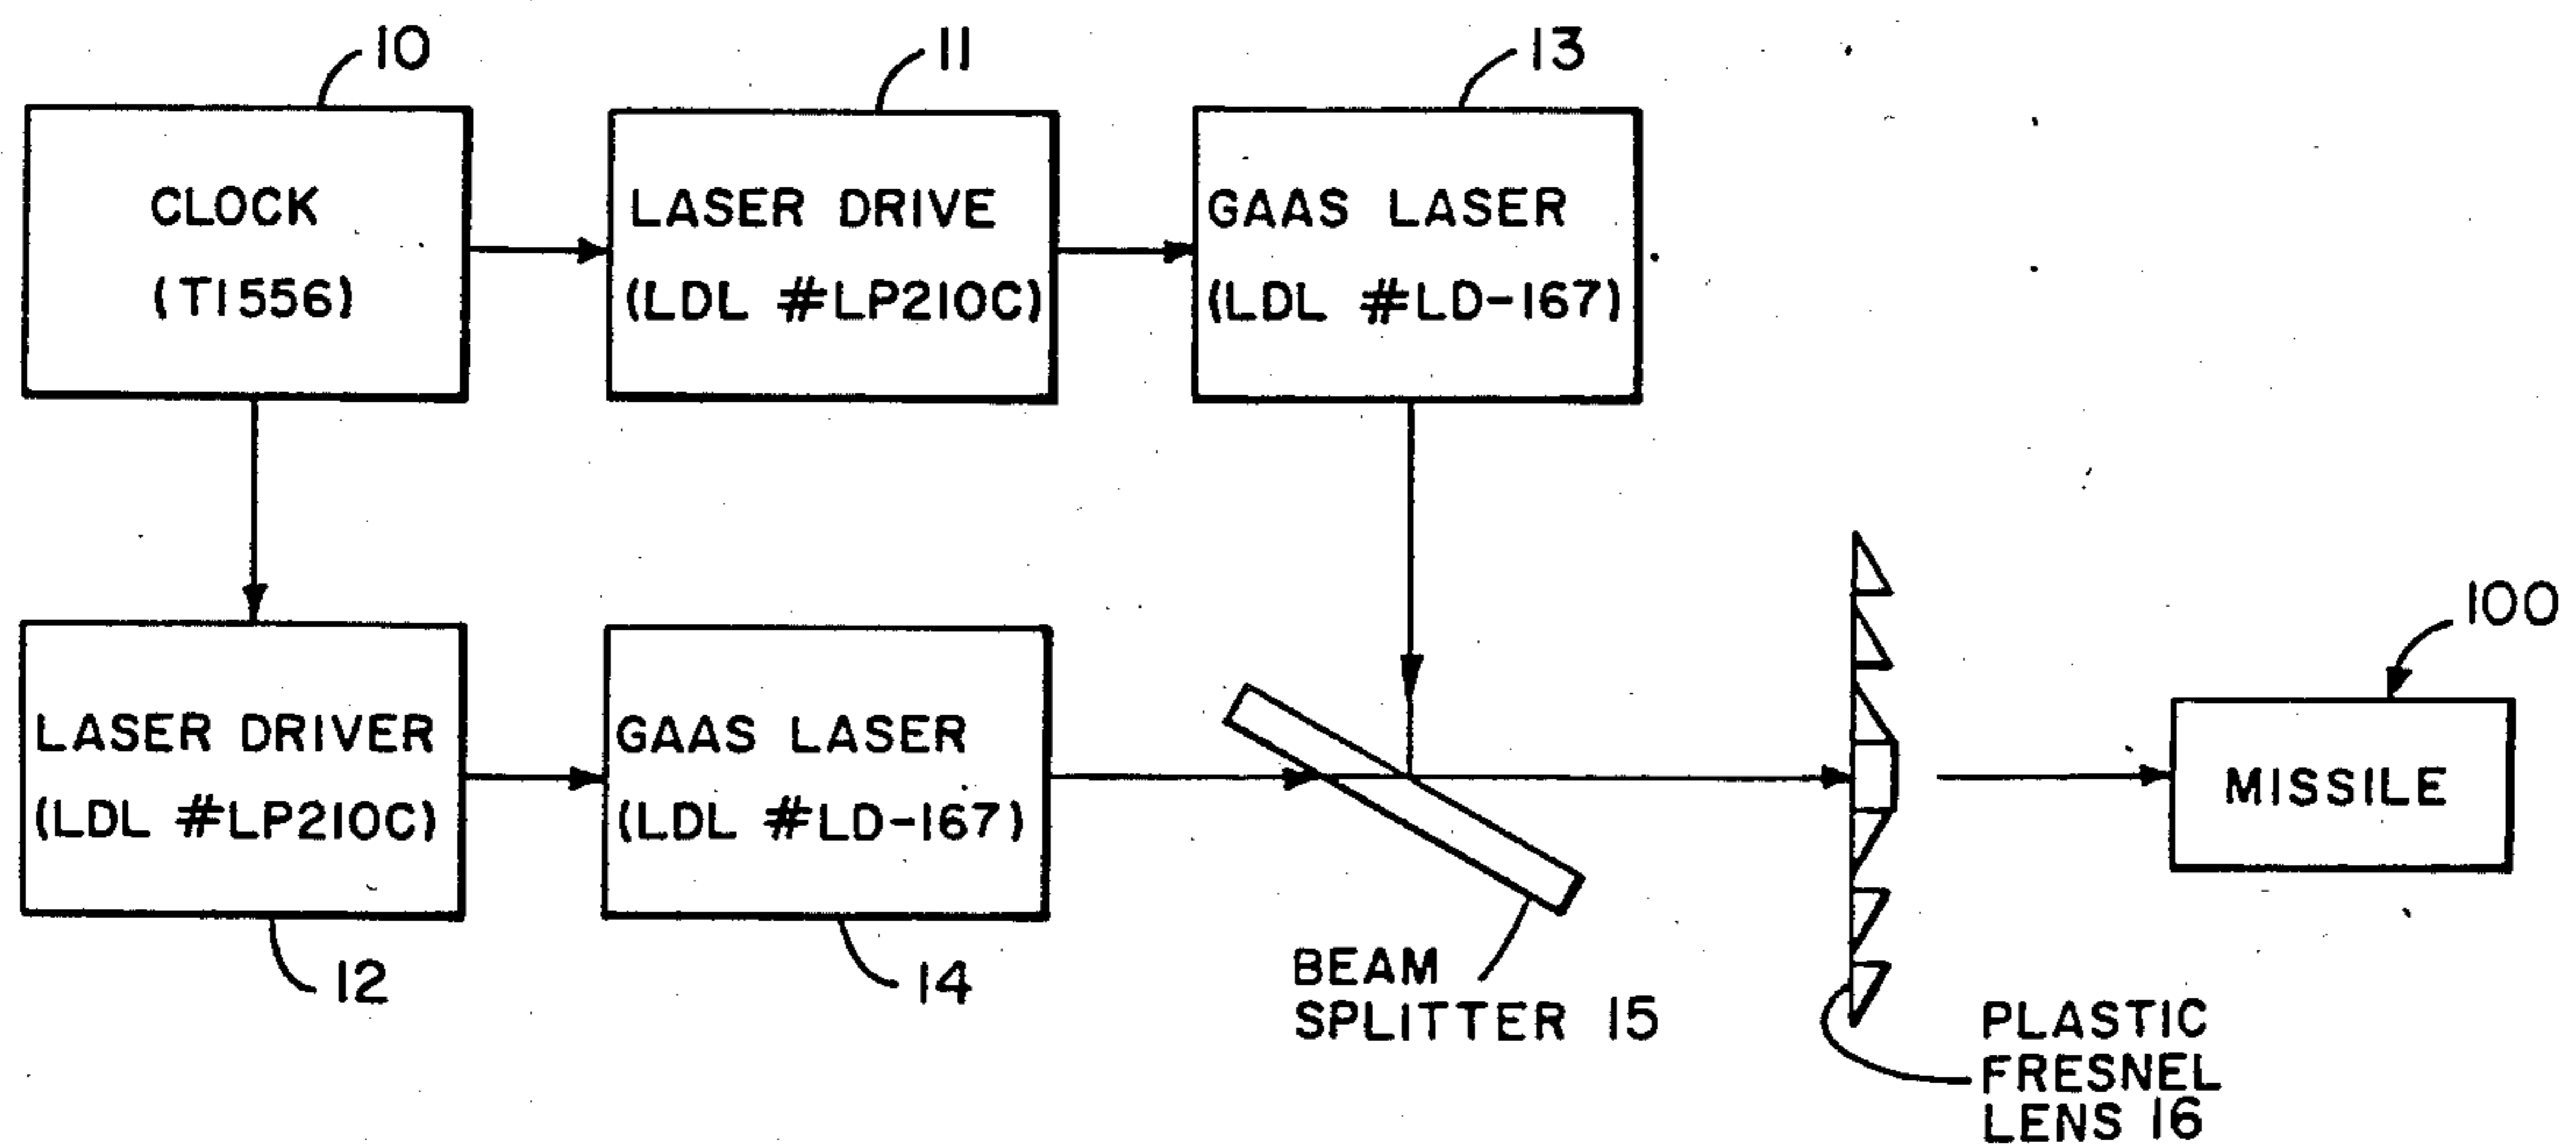 10
11
13
CLOCK
(TI556)
LASER DRIVE
(LDL #LP210C)
GAAS LASER
(LDL #LD-167)
100
LASER DRIVER
(LDL #LP210C)
GAAS LASER
(LDL #LD-167)
MISSILE
12
14
BEAM
SPLITTER 15
PLASTIC
FRESNEL
LENS 16